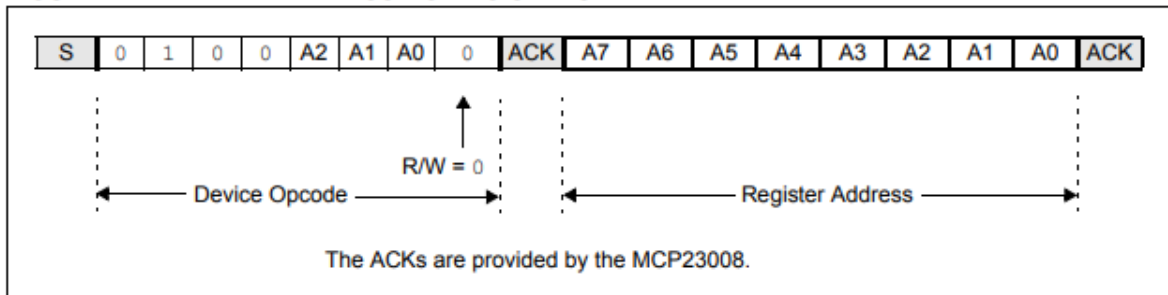 S 0 1 0 0 A2 A1 A0 0 ACK A7 A6 A5 A4 A3 A2 A1 A0 ACK
R/W = 0
Device Opcode Register Address
The ACKs are provided by the MCP23008.